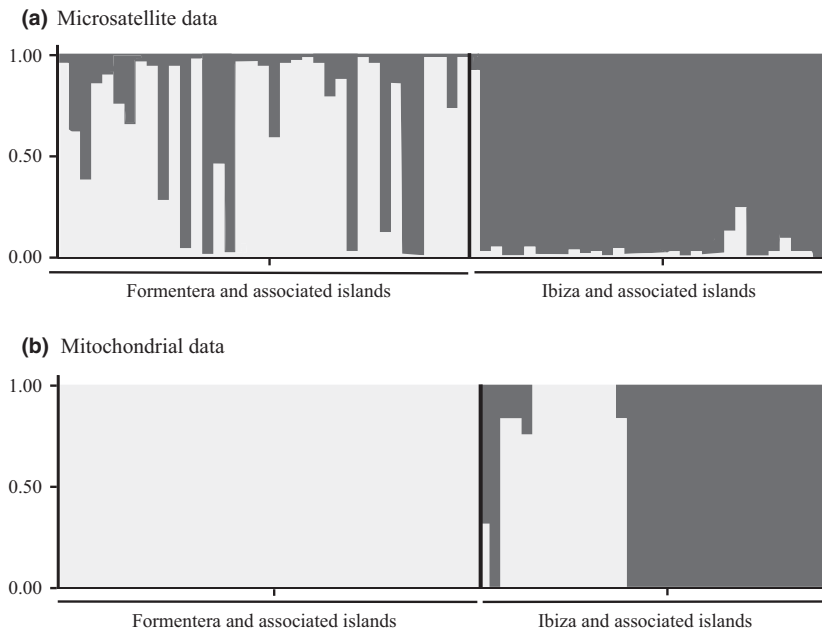 (a) Microsatellite data
1.00
0.50
0.00
Formentera and associated islands Ibiza and associated islands
(b) Mitochondrial data
1.00
0.50
0.00
Formentera and associated islands Ibiza and associated islands